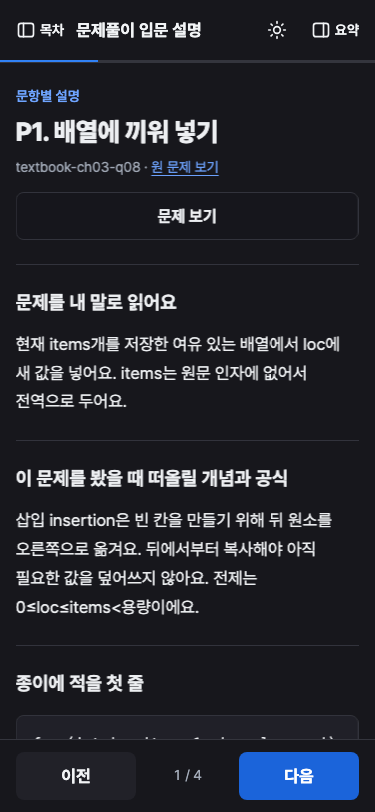 목차 문제풀이 입문 설명 요약
문항별 설명
P1. 배열에 끼워 넣기
textbook-ch03-q08 · 원 문제 보기
문제 보기
문제를 내 말로 읽어요
현재 items개를 저장한 여유 있는 배열에서 loc에
새 값을 넣어요. items는 원문 인자에 없어서
전역으로 두어요.
이 문제를 봤을 때 떠올릴 개념과 공식
삽입 insertion은 빈 칸을 만들기 위해 뒤 원소를
오른쪽으로 옮겨요. 뒤에서부터 복사해야 아직
필요한 값을 덮어쓰지 않아요. 전제는
0≤loc≤items<용량이에요.
종이에 적을 첫 줄
이전 1 / 4 다음